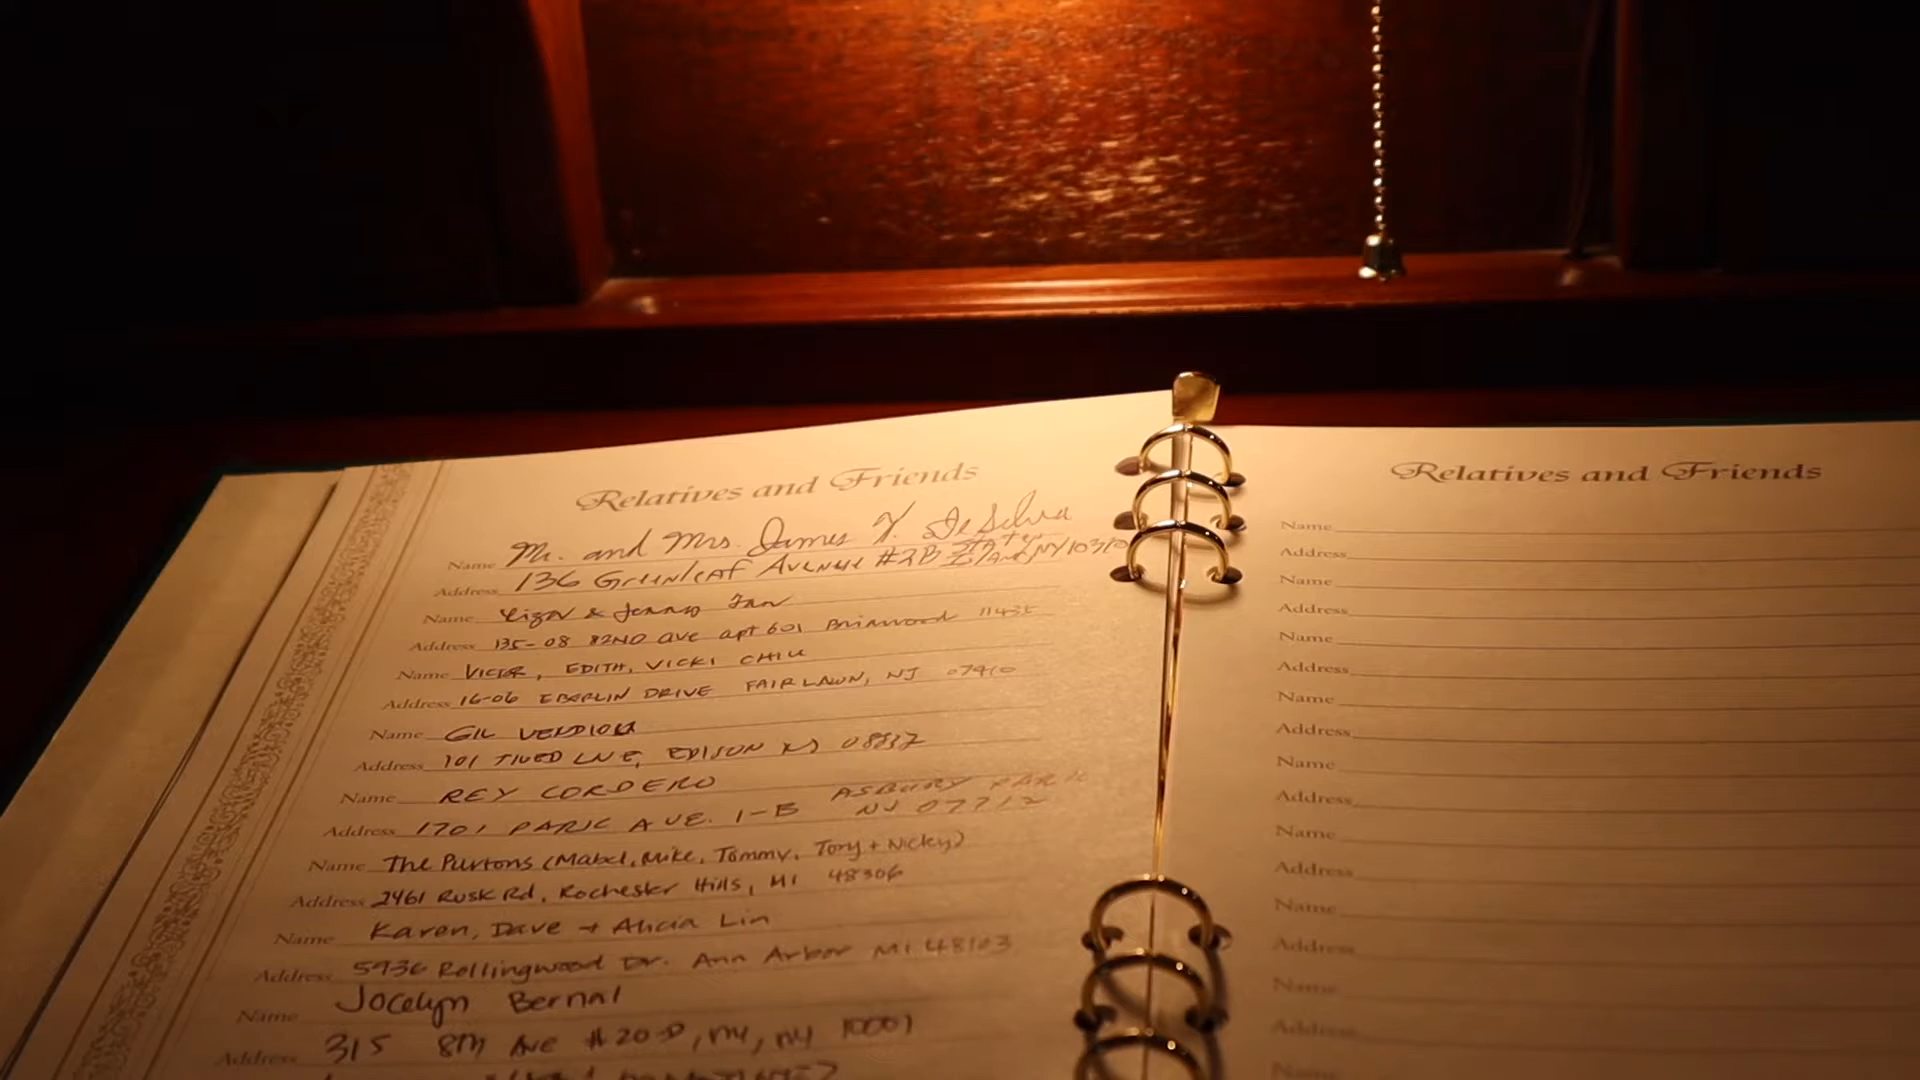 Relatives and Friends
Name Mr. and Mrs. James V. DeSilva
Address 136 Greenleaf Avenue #2B Staten Island, NY 10310
Name & Jenny Fan
Address 135-08 82ND ave apt 601 Briarwood 11435
Name VICTOR, EDITH, VICKI CHIU
Address 16-06 EBERLIN DRIVE FAIRLAWN, NJ 07410
Name GIL
Address 101 EDISON NJ 08837
Name REY CORDERO
Address 1701 PARK AVE. 1-B ASBURY PARK NJ 07712
Name The Purtons (Mabel, Mike, Tommy, Tory + Nicky)
Address 2461 Rusk Rd, Rochester Hills, MI 48306
Name Karen, Dave + Alicia Lin
Address 5936 Rollingwood Dr. Ann Arbor MI 48103
Name Jocelyn Bernal
Address 315 8TH Ave #20-D, NY, NY 10001
Relatives and Friends
Name
Address
Name
Address
Name
Address
Name
Address
Name
Address
Name
Address
Name
Address
Name
Address
Name